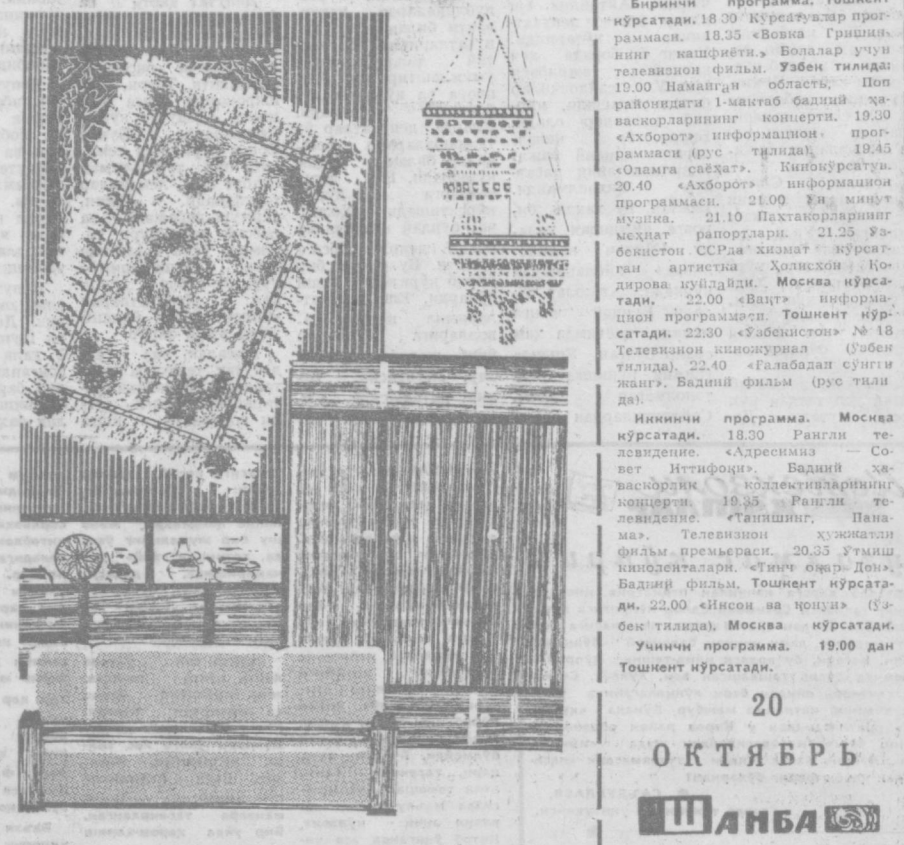 Биринчи программа. Тошкент
кўрсатади. 18 30 Кўрсатувлар прог-
раммаси. 18.35 «Вовка Гришин-
нинг кашфиёти.» Болалар учун
телевизион фильм. Ўзбек тилида:
19.00 Наманган область, Поп
районидаги 1-мактаб бадиий ҳа-
васкорларининг концерти. 19.30
«Ахборот» информацион прог-
раммаси (рус тилида). 19.45
«Оламга саёҳат». Кинокўрсатув.
20.40 «Ахборот» информацион
программаси. 21.00 Ўн минут
музика. 21.10 Пахтакорларнинг
меҳнат рапортлари. 21.25 Ўз-
бекистон ССРда хизмат кўрсат-
ган артистка Ҳолисхон Қо-
дирова куйлайди. Москва кўрса-
тади. 22.00 «Вақт» информа-
цион программаси. Тошкент кўр-
сатади. 22.30 «Ўзбекистон» № 18
Телевизион киножурнал (ўзбек
тилида). 22.40 «Ғалабадан сўнгги
жанг». Бадиий фильм (рус тили
да).
Иккинчи программа. Москва
кўрсатади. 18.30 Рангли те-
левидение. «Адресимиз — Со-
вет Иттифоқи». Бадиий ҳа-
васкорлик коллективларининг
концерти. 19.35 Рангли те-
левидение. «Танишинг, Пана-
ма». Телевизион ҳужжатли
фильм премьераси. 20.35 Ўтмиш
кинoленталари. «Тинч оқар Дон».
Бадиий фильм. Тошкент кўрсата-
ди. 22.00 «Инсон ва қонун» (ўз-
бек тилида). Москва кўрсатади.
Учинчи программа. 19.00 дан
Тошкент кўрсатади.
20
ОКТЯБРЬ
ШАНБА